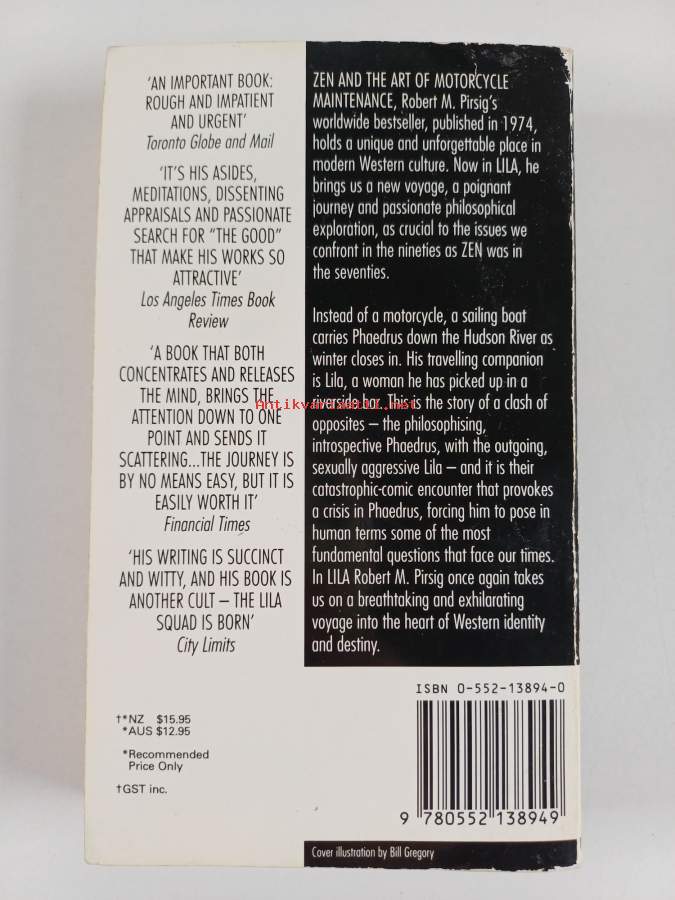 'AN IMPORTANT BOOK:
ROUGH AND IMPATIENT
AND URGENT'
Toronto Globe and Mail
'IT'S HIS ASIDES,
MEDITATIONS, DISSENTING
APPRAISALS AND PASSIONATE
SEARCH FOR "THE GOOD"
THAT MAKE HIS WORKS SO
ATTRACTIVE'
Los Angeles Times Book
Review
'A BOOK THAT BOTH
CONCENTRATES AND RELEASES
THE MIND, BRINGS THE
ATTENTION DOWN TO ONE
POINT AND SENDS IT
SCATTERING...THE JOURNEY IS
BY NO MEANS EASY, BUT IT IS
EASILY WORTH IT'
Financial Times
'HIS WRITING IS SUCCINCT
AND WITTY, AND HIS BOOK IS
ANOTHER CULT – THE LILA
SQUAD IS BORN'
City Limits
ZEN AND THE ART OF MOTORCYCLE
MAINTENANCE, Robert M. Pirsig's
worldwide bestseller, published in 1974,
holds a unique and unforgettable place in
modern Western culture. Now in LILA, he
brings us a new voyage, a poignant
journey and passionate philosophical
exploration, as crucial to the issues we
confront in the nineties as ZEN was in
the seventies.
Instead of a motorcycle, a sailing boat
carries Phaedrus down the Hudson River as
winter closes in. His travelling companion
is Lila, a woman he has picked up in a
riverside bar. This is the story of a clash of
opposites – the philosophising,
introspective Phaedrus, with the outgoing,
sexually aggressive Lila – and it is their
catastrophic-comic encounter that provokes
a crisis in Phaedrus, forcing him to pose in
human terms some of the most
fundamental questions that face our times.
In LILA Robert M. Pirsig once again takes
us on a breathtaking and exhilarating
voyage into the heart of Western identity
and destiny.
Antikvariaatti.net
†*NZ $15.95
*AUS $12.95
*Recommended
Price Only
†GST inc.
ISBN 0-552-13894-0
9 780552 138949
Cover illustration by Bill Gregory